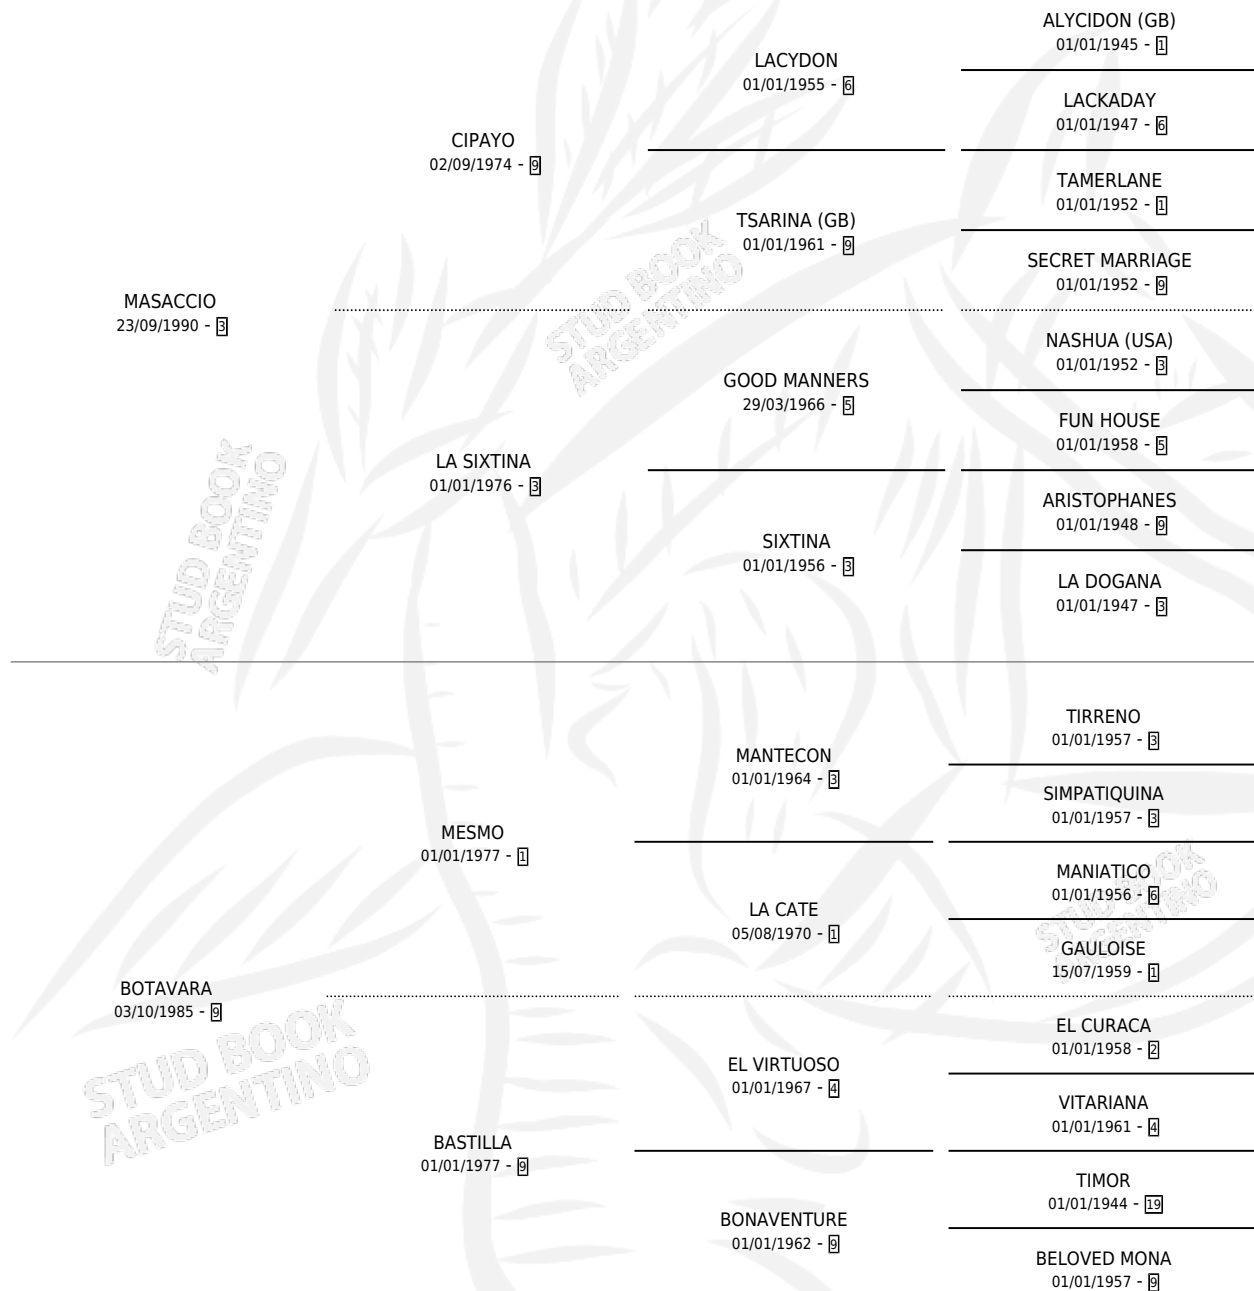 ALYCIDON (GB)
01/01/1945 - 1
LACYDON
01/01/1955 - 6
LACKADAY
01/01/1947 - 6
CIPAYO
02/09/1974 - 9
TAMERLANE
01/01/1952 - 1
TSARINA (GB)
01/01/1961 - 9
SECRET MARRIAGE
01/01/1952 - 9
MASACCIO
23/09/1990 - 3
STUD BOOK
ARGENTINO
NASHUA (USA)
01/01/1952 - 3
GOOD MANNERS
29/03/1966 - 5
FUN HOUSE
01/01/1958 - 5
LA SIXTINA
01/01/1976 - 3
ARISTOPHANES
01/01/1948 - 9
SIXTINA
01/01/1956 - 3
LA DOGANA
01/01/1947 - 3
STUD BOOK
ARGENTINO
TIRRENO
01/01/1957 - 3
MANTECON
01/01/1964 - 3
SIMPATIQUINA
01/01/1957 - 3
MESMO
01/01/1977 - 1
MANIATICO
01/01/1956 - 6
LA CATE
05/08/1970 - 1
STUD BOOK
ARGENTINO
GAULOISE
15/07/1959 - 1
BOTAVARA
03/10/1985 - 9
EL CURACA
01/01/1958 - 2
EL VIRTUOSO
01/01/1967 - 4
STUD BOOK
ARGENTINO
VITARIANA
01/01/1961 - 4
BASTILLA
01/01/1977 - 9
TIMOR
01/01/1944 - 19
BONAVENTURE
01/01/1962 - 9
BELOVED MONA
01/01/1957 - 9